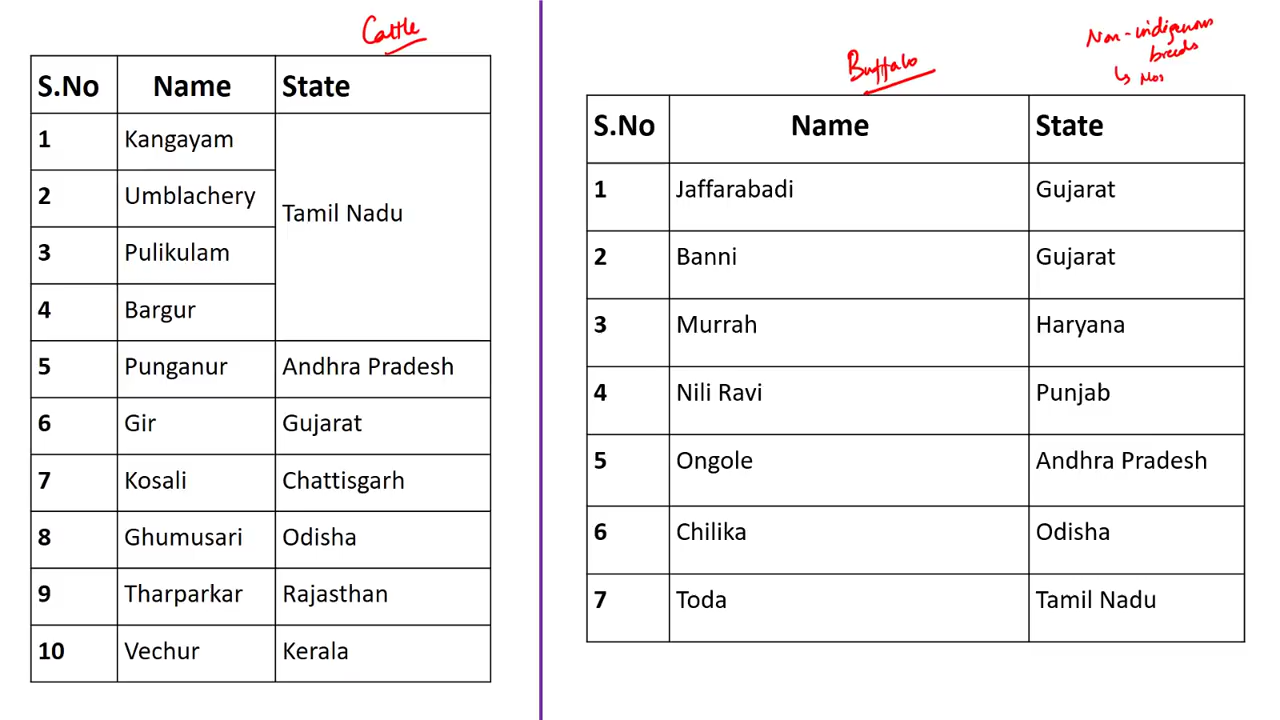 Cattle
S.No Name State
1 Kangayam Tamil Nadu
2 Umblachery
3 Pulikulam
4 Bargur
5 Punganur Andhra Pradesh
6 Gir Gujarat
7 Kosali Chattisgarh
8 Ghumusari Odisha
9 Tharparkar Rajasthan
10 Vechur Kerala
Buffalo
Non-indigenous
breeds
↳ Mos
S.No Name State
1 Jaffarabadi Gujarat
2 Banni Gujarat
3 Murrah Haryana
4 Nili Ravi Punjab
5 Ongole Andhra Pradesh
6 Chilika Odisha
7 Toda Tamil Nadu